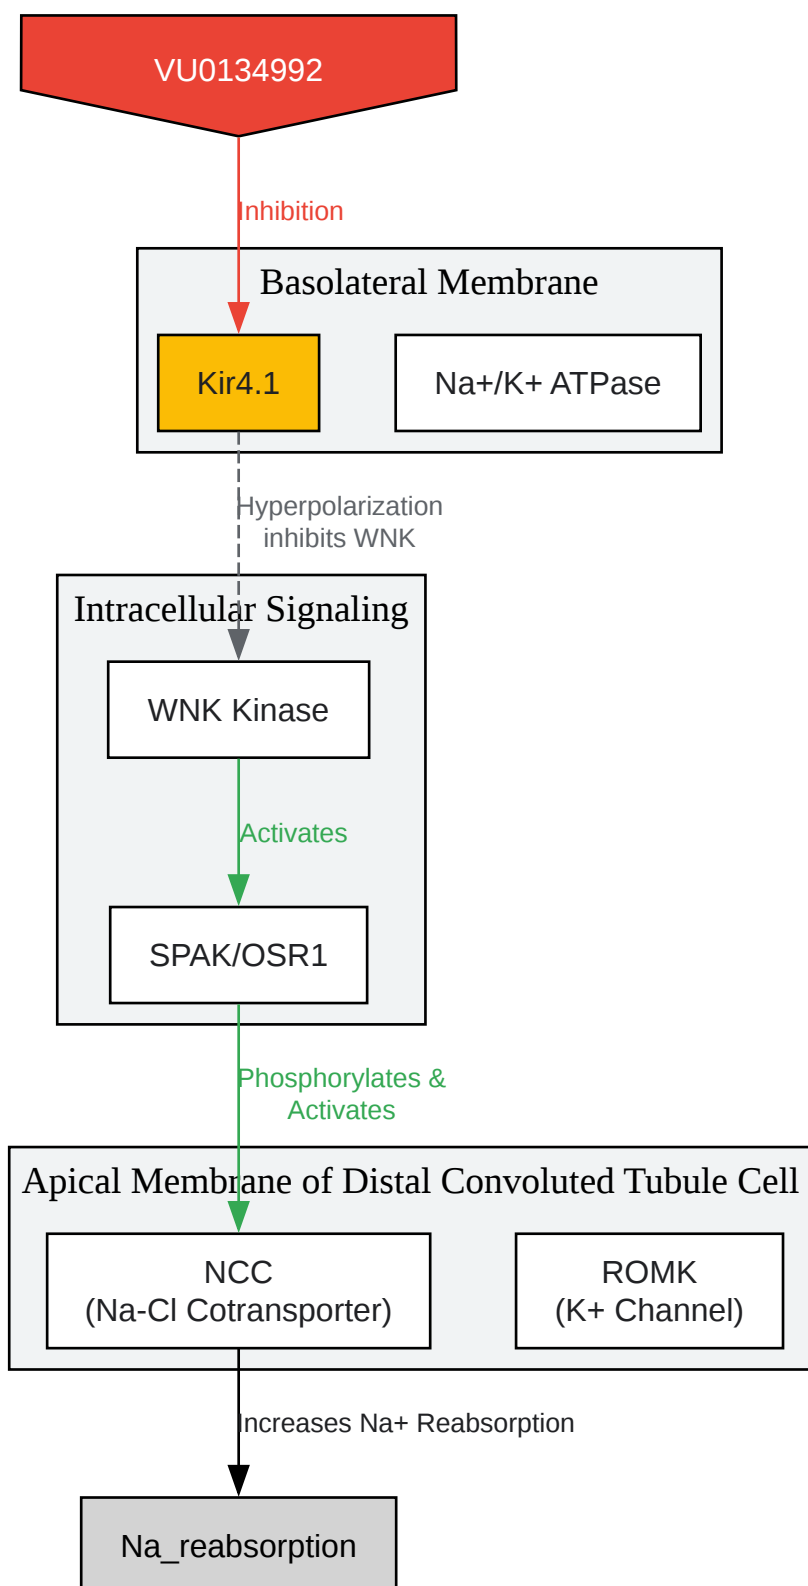 VU0134992
Inhibition
Basolateral Membrane
Kir4.1
Na+/K+ ATPase
Hyperpolarization
inhibits WNK
Intracellular Signaling
WNK Kinase
Activates
SPAK/OSR1
Phosphorylates &
Activates
Apical Membrane of Distal Convoluted Tubule Cell
NCC
(Na-Cl Cotransporter)
ROMK
(K+ Channel)
Increases Na+ Reabsorption
Na_reabsorption